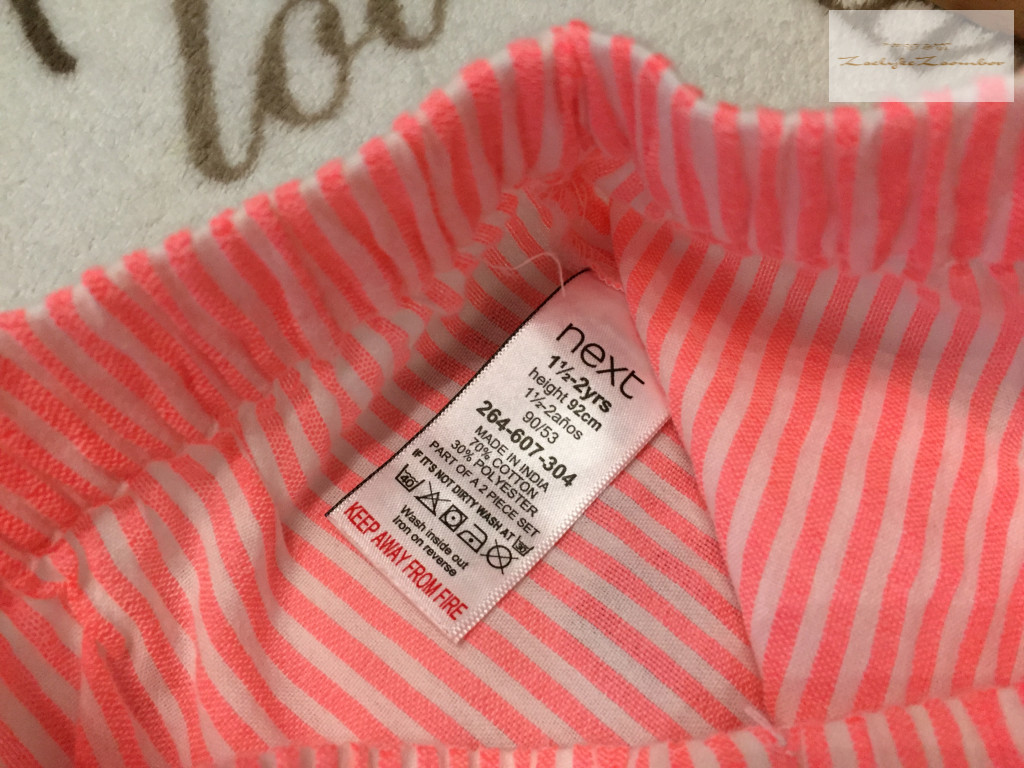 next
1½-2yrs
height 92cm
1½-2años
90/53
264-607-304
MADE IN INDIA
70% COTTON
30% POLYESTER
PART OF A 2 PIECE SET
IF IT'S NOT DIRTY WASH AT 30
40
Wash inside out
iron on reverse
KEEP AWAY FROM FIRE